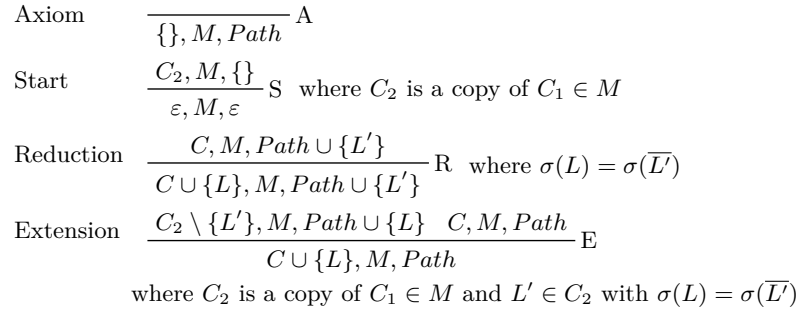 Axiom {}, M, Path A
Start C₂, M, {} / ε, M, ε S where C₂ is a copy of C₁ ∈ M
Reduction C, M, Path ∪ {L′} / C ∪ {L}, M, Path ∪ {L′} R where σ(L) = σ(L̅′̅)
Extension C₂ \ {L′}, M, Path ∪ {L} C, M, Path / C ∪ {L}, M, Path E
where C₂ is a copy of C₁ ∈ M and L′ ∈ C₂ with σ(L) = σ(L̅′̅)